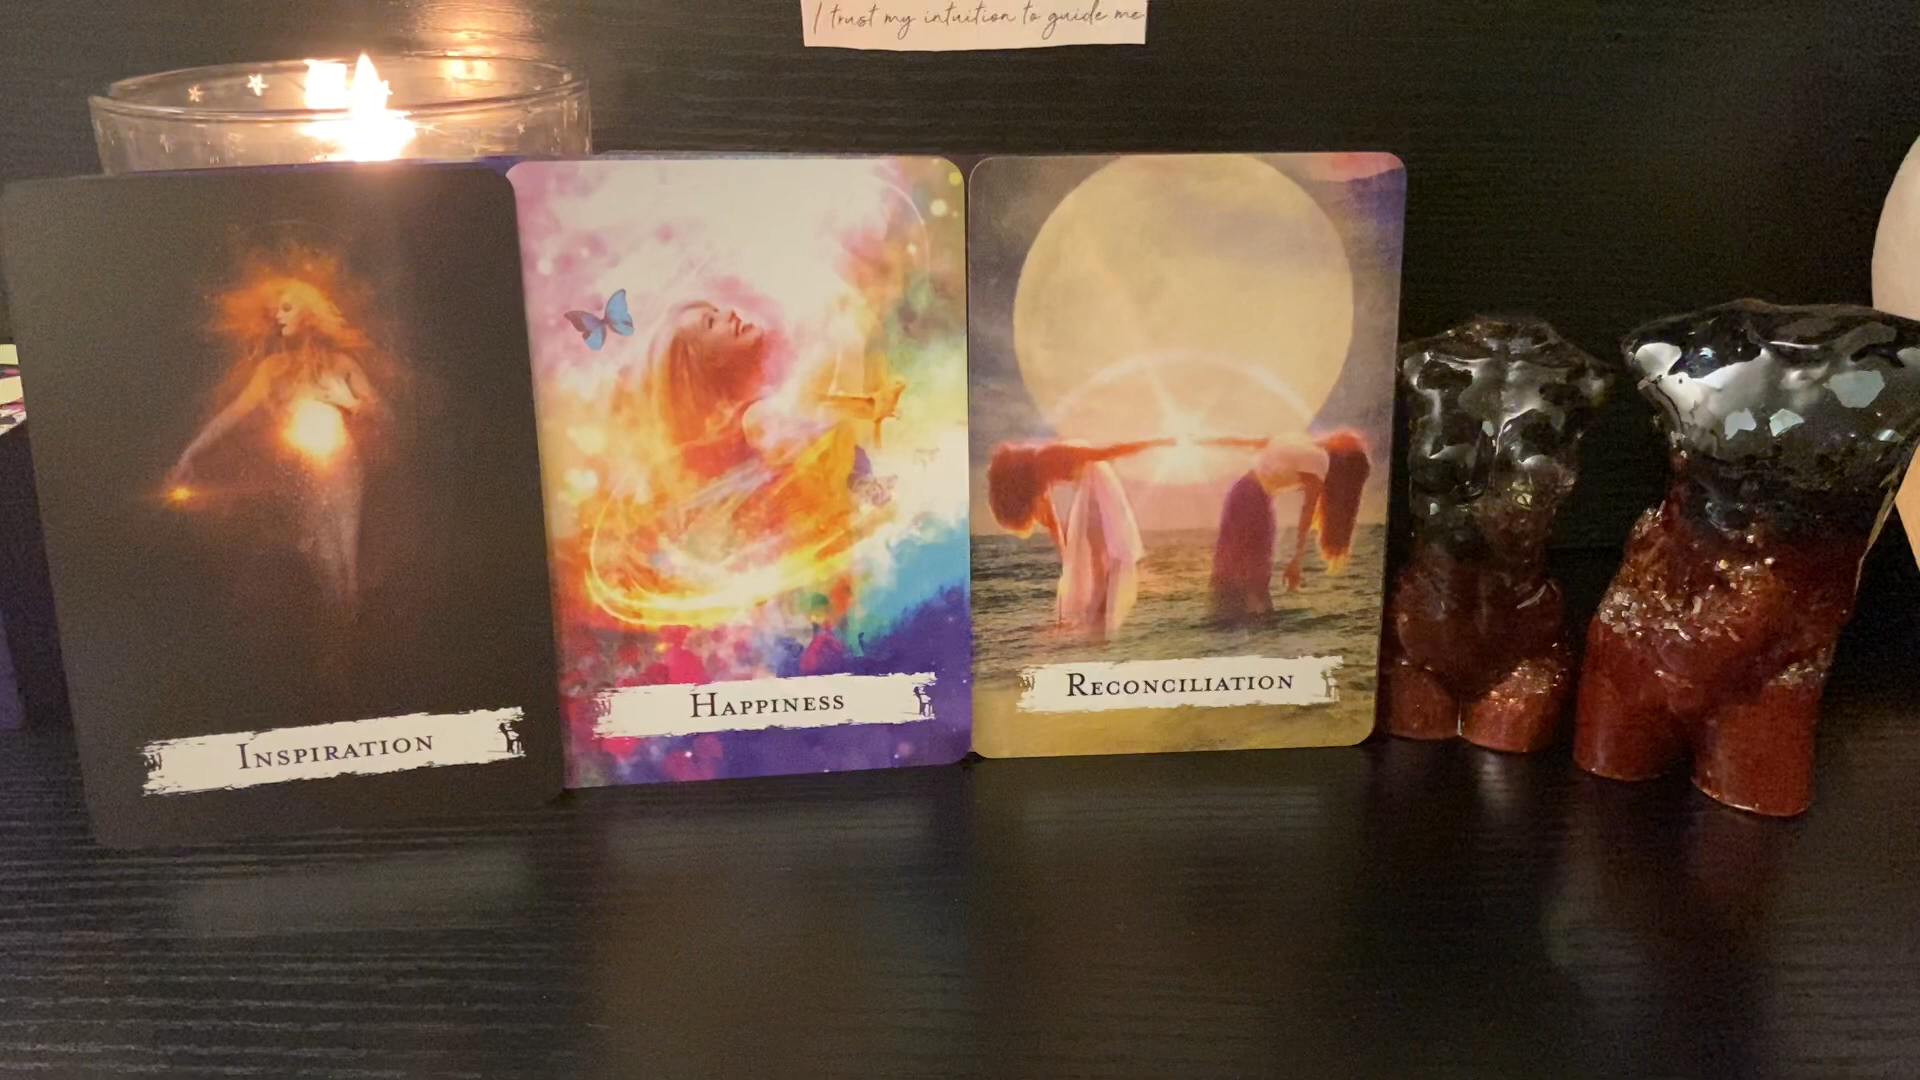 I trust my intuition to guide me
Inspiration
Happiness
Reconciliation